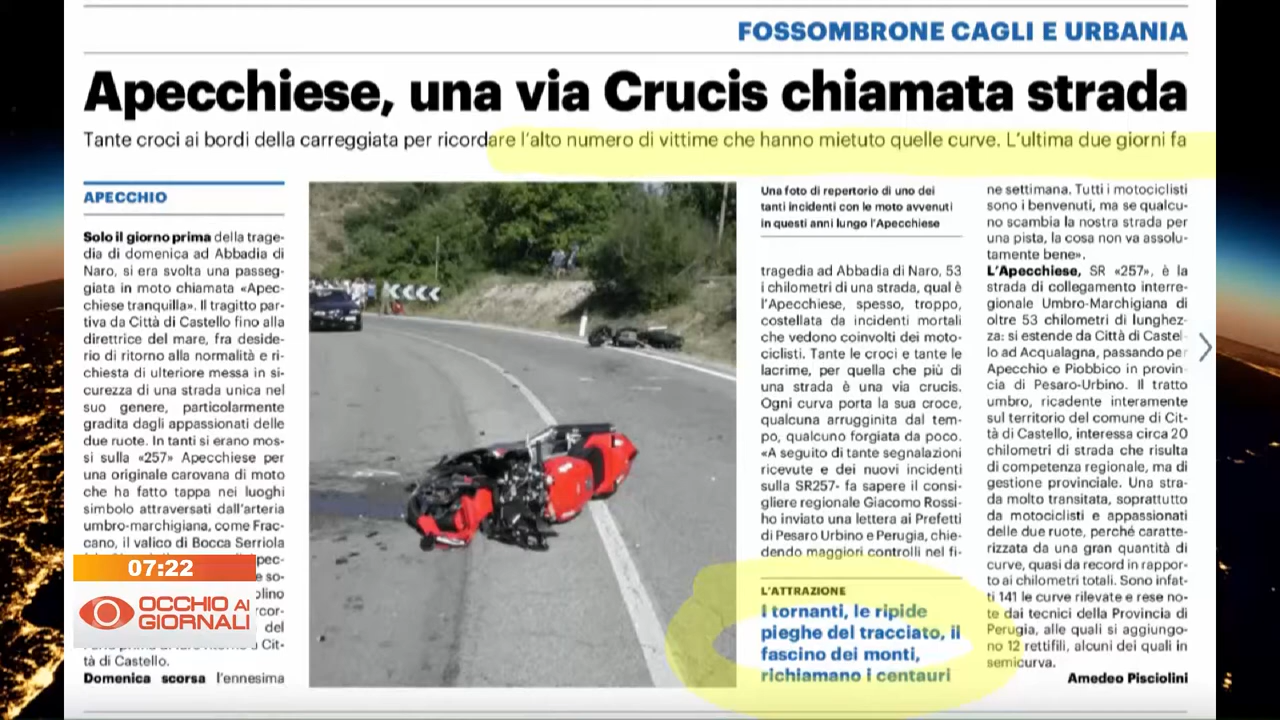 FOSSOMBRONE CAGLI E URBANIA
Apecchiese, una via Crucis chiamata strada
Tante croci ai bordi della carreggiata per ricordare l'alto numero di vittime che hanno mietuto quelle curve. L'ultima due giorni fa
APECCHIO
Solo il giorno prima della trage-
dia di domenica ad Abbadia di
Naro, si era svolta una passeg-
giata in moto chiamata «Apec-
chiese tranquilla». Il tragitto par-
tiva da Città di Castello fino alla
direttrice del mare, fra deside-
rio di ritorno alla normalità e ri-
chiesta di ulteriore messa in si-
curezza di una strada unica nel
suo genere, particolarmente
gradita dagli appassionati delle
due ruote. In tanti si erano mos-
si sulla «257» Apecchiese per
una originale carovana di moto
che ha fatto tappa nei luoghi
simbolo attraversati dall'arteria
umbro-marchigiana, come Frac-
cano, il valico di Bocca Serriola
pec-
e so-
olino
rcor-
del
Cit-
tà di Castello.
Domenica scorsa l'ennesima
07:22
OCCHIO AI
GIORNALI
Una foto di repertorio di uno dei
tanti incidenti con le moto avvenuti
in questi anni lungo l'Apecchiese
tragedia ad Abbadia di Naro, 53
i chilometri di una strada, qual è
l'Apecchiese, spesso, troppo,
costellata da incidenti mortali
che vedono coinvolti dei moto-
ciclisti. Tante le croci e tante le
lacrime, per quella che più di
una strada è una via crucis.
Ogni curva porta la sua croce,
qualcuna arrugginita dal tem-
po, qualcuno forgiata da poco.
«A seguito di tante segnalazioni
ricevute e dei nuovi incidenti
sulla SR257- fa sapere il consi-
gliere regionale Giacomo Rossi-
ho inviato una lettera ai Prefetti
di Pesaro Urbino e Perugia, chie-
dendo maggiori controlli nel fi-
L'ATTRAZIONE
I tornanti, le ripide
pieghe del tracciato, il
fascino dei monti,
richiamano i centauri
ne settimana. Tutti i motociclisti
sono i benvenuti, ma se qualcu-
no scambia la nostra strada per
una pista, la cosa non va assolu-
tamente bene».
L'Apecchiese, SR «257», è la
strada di collegamento interre-
gionale Umbro-Marchigiana di
oltre 53 chilometri di lunghez-
za: si estende da Città di Castel-
lo ad Acqualagna, passando per
Apecchio e Piobbico in provin-
cia di Pesaro-Urbino. Il tratto
umbro, ricadente interamente
sul territorio del comune di Cit-
tà di Castello, interessa circa 20
chilometri di strada che risulta
di competenza regionale, ma di
gestione provinciale. Una stra-
da molto transitata, soprattutto
da motociclisti e appassionati
delle due ruote, perché caratte-
rizzata da una gran quantità di
curve, quasi da record in rappor-
to ai chilometri totali. Sono infat-
ti 141 le curve rilevate e rese no-
te dai tecnici della Provincia di
Perugia, alle quali si aggiungo-
no 12 rettifili, alcuni dei quali in
semicurva.
Amedeo Pisciolini